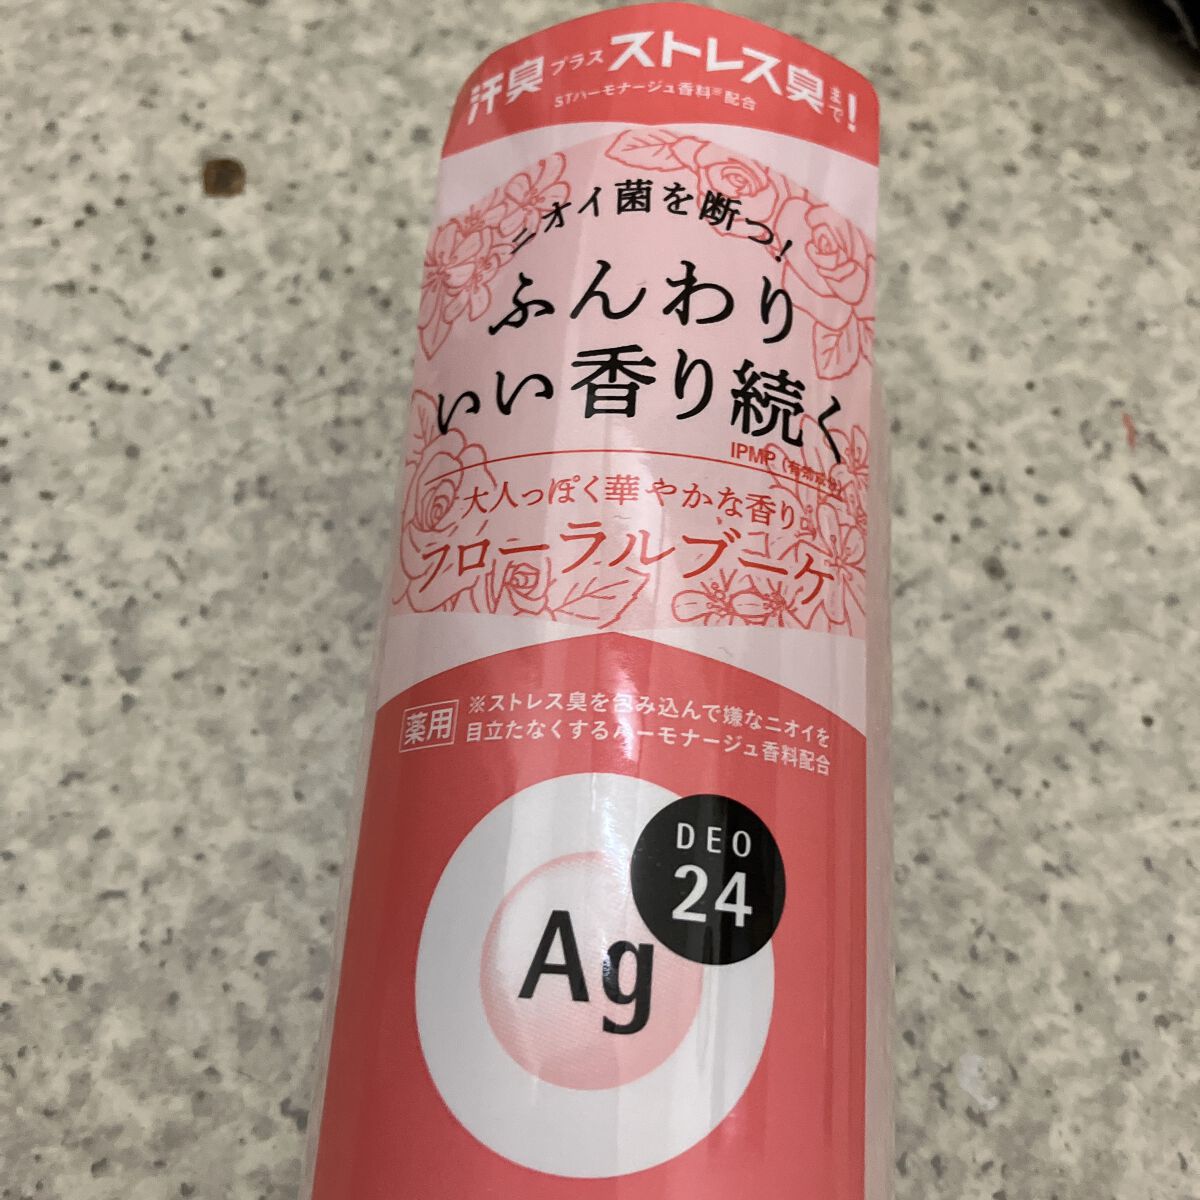 汗臭プラスストレス臭まで!
STハーモナージュ香料※配合
ニオイ菌を断つ!
ふんわり
いい香り続く
IPMP(有効成分)
大人っぽく華やかな香り
フローラルブーケ
薬用
※ストレス臭を包み込んで嫌なニオイを
目立たなくするハーモナージュ香料配合
DEO
24
Ag